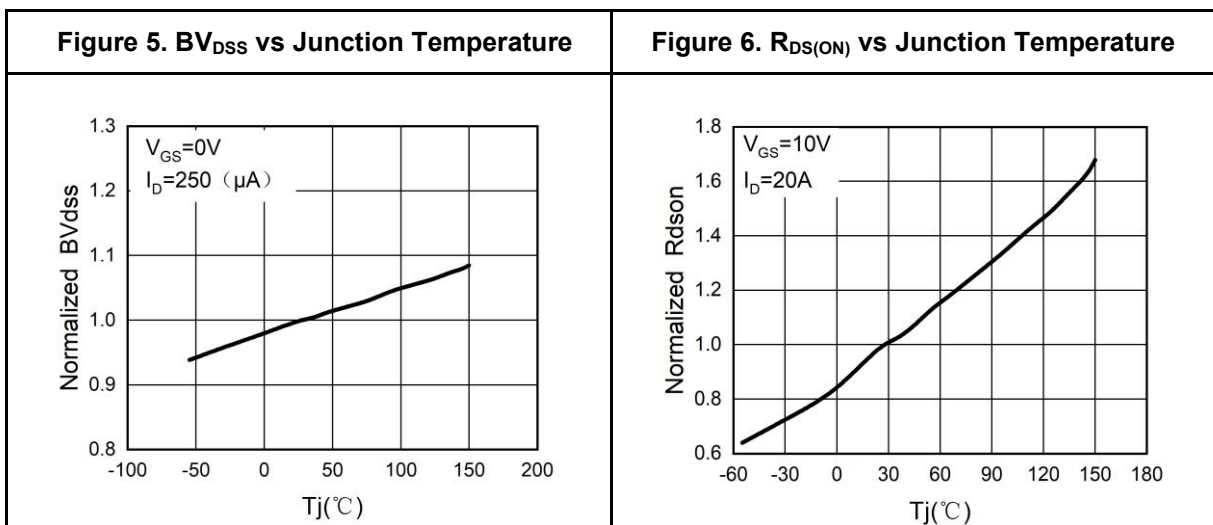 Figure 5. BVDSS vs Junction Temperature
Figure 6. RDS(ON) vs Junction Temperature
VGS=0V
ID=250（μA）
Normalized BVdss
1.3
1.2
1.1
1.0
0.9
0.8
-100 -50 0 50 100 150 200
Tj(℃)
VGS=10V
ID=20A
Normalized Rdson
1.8
1.6
1.4
1.2
1.0
0.8
0.6
-60 -30 0 30 60 90 120 150 180
Tj(℃)